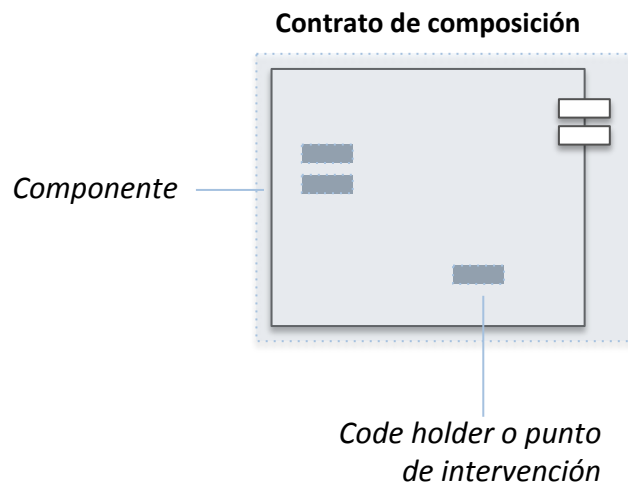 Contrato de composición
Componente
Code holder o punto
de intervención